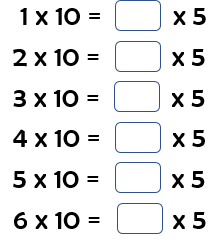 1 x 10 = x 5
2 x 10 = x 5
3 x 10 = x 5
4 x 10 = x 5
5 x 10 = x 5
6 x 10 = x 5